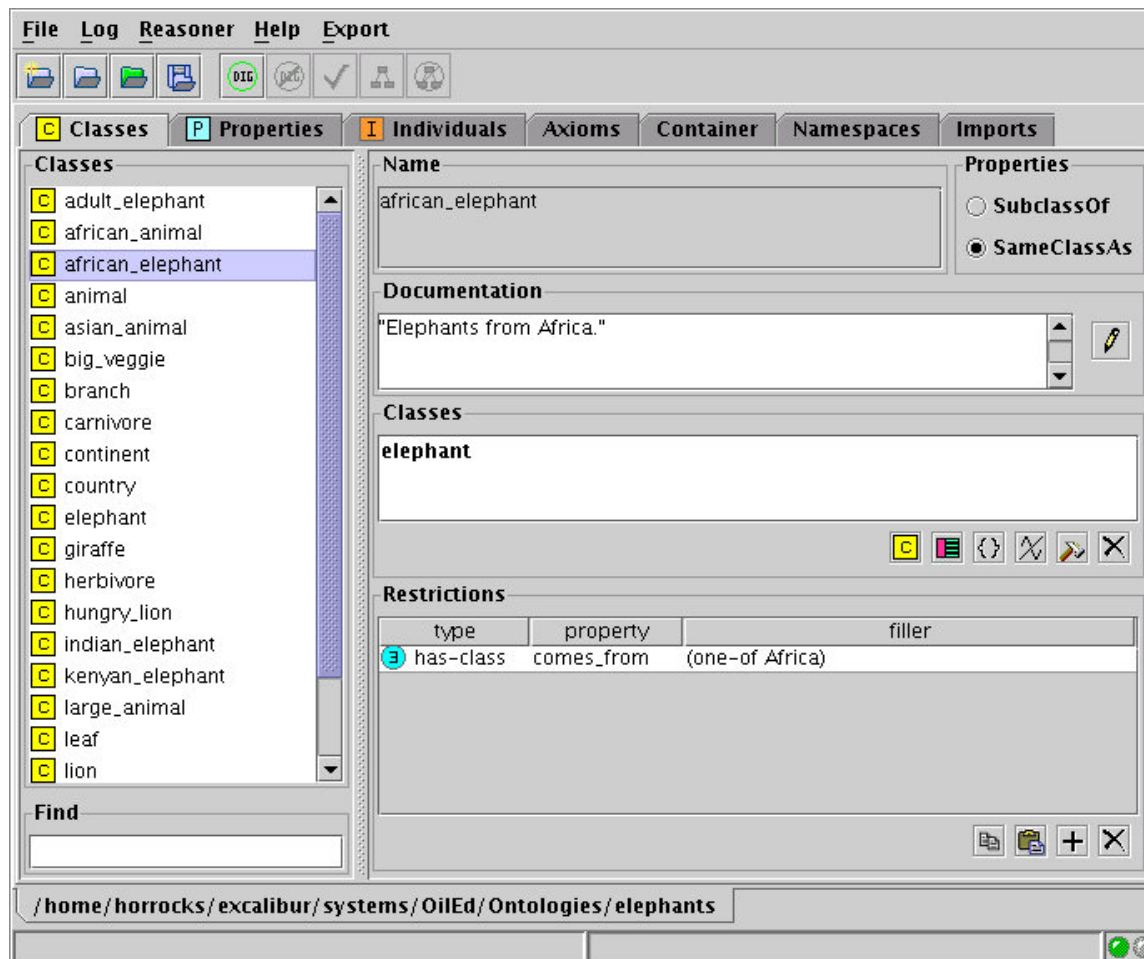 File Log Reasoner Help Export
DIG DIG
C Classes P Properties I Individuals Axioms Container Namespaces Imports
Classes
C adult_elephant
C african_animal
C african_elephant
C animal
C asian_animal
C big_veggie
C branch
C carnivore
C continent
C country
C elephant
C giraffe
C herbivore
C hungry_lion
C indian_elephant
C kenyan_elephant
C large_animal
C leaf
C lion
Find
Name
african_elephant
Properties
SubclassOf
SameClassAs
Documentation
"Elephants from Africa."
Classes
elephant
C {}
Restrictions
type property filler
∃ has-class comes_from (one-of Africa)
/home/horrocks/excalibur/systems/OilEd/Ontologies/elephants